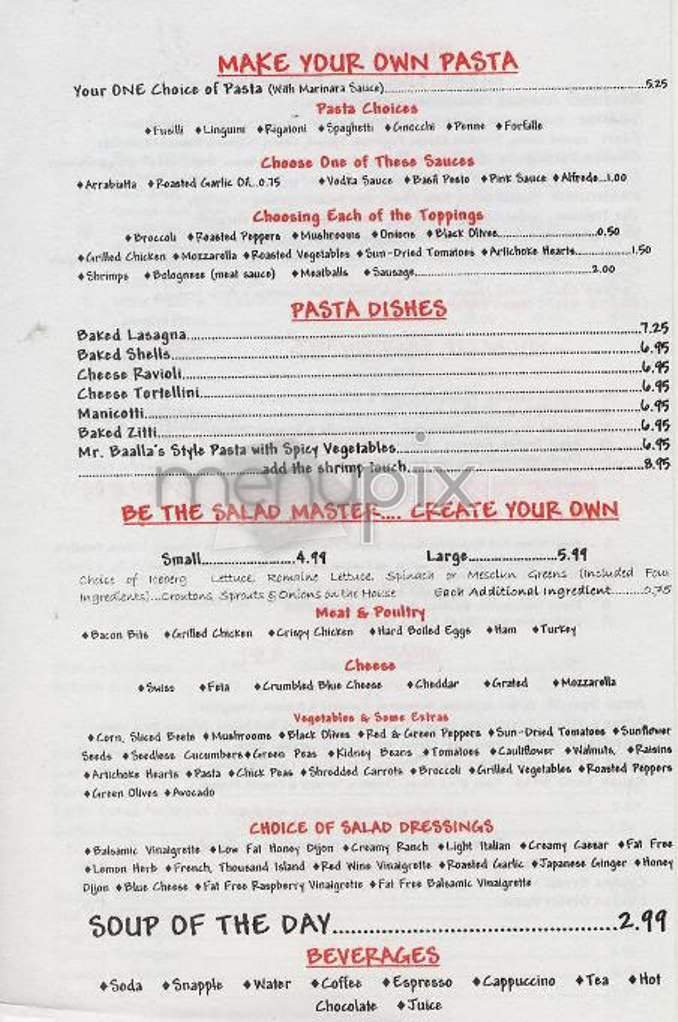 MAKE YOUR OWN PASTA
Your ONE Choice of Pasta (With Marinara Sauce)....5.25
Pasta Choices
♦Fusilli ♦Linguini ♦Rigatoni ♦Spaghetti ♦Gnocchi ♦Penne ♦Forfalle
Choose One of These Sauces
♦Arrabiatta ♦Roasted Garlic Oil...0.75 ♦Vodka Sauce ♦Basil Pesto ♦Pink Sauce ♦Alfredo...1.00
Choosing Each of the Toppings
♦Broccoli ♦Roasted Peppers ♦Mushrooms ♦Onions ♦Black Olives....0.50
♦Grilled Chicken ♦Mozzarella ♦Roasted Vegetables ♦Sun-Dried Tomatoes ♦Artichoke Hearts....1.50
♦Shrimps ♦Bolognese (meat sauce) ♦Meatballs ♦Sausage....2.00
PASTA DISHES
Baked Lasagna....7.25
Baked Shells....6.95
Cheese Ravioli....6.95
Cheese Tortellini....6.95
Manicotti....6.95
Baked Zitti....6.95
Mr. Baalla's Style Pasta with Spicy Vegetables....6.95
....add the shrimp touch....8.95
menupix
BE THE SALAD MASTER.... CREATE YOUR OWN
Small....4.99 Large....5.99
Choice of Iceberg Lettuce, Romaine Lettuce, Spinach or Mesclun Greens (Included Four
Ingredients)...Croutons, Sprouts & Onions on the House Each Additional Ingredient....0.75
Meat & Poultry
♦Bacon Bits ♦Grilled Chicken ♦Crispy Chicken ♦Hard Boiled Eggs ♦Ham ♦Turkey
Cheese
♦Swiss ♦Feta ♦Crumbled Blue Cheese ♦Cheddar ♦Grated ♦Mozzarella
Vegetables & Some Extras
♦Corn, Sliced Beets ♦Mushrooms ♦Black Olives ♦Red & Green Peppers ♦Sun-Dried Tomatoes ♦Sunflower
Seeds ♦Seedless Cucumbers ♦Green Peas ♦Kidney Beans ♦Tomatoes ♦Cauliflower ♦Walnuts, ♦Raisins
♦Artichoke Hearts ♦Pasta ♦Chick Peas ♦Shredded Carrots ♦Broccoli ♦Grilled Vegetables ♦Roasted Peppers
♦Green Olives ♦Avocado
CHOICE OF SALAD DRESSINGS
♦Balsamic Vinaigrette ♦Low Fat Honey Dijon ♦Creamy Ranch ♦Light Italian ♦Creamy Caesar ♦Fat Free
♦Lemon Herb ♦French, Thousand Island ♦Red Wine Vinaigrette ♦Roasted Garlic ♦Japanese Ginger ♦Honey
Dijon ♦Blue Cheese ♦Fat Free Raspberry Vinaigrette ♦Fat Free Balsamic Vinaigrette
SOUP OF THE DAY....2.99
BEVERAGES
♦Soda ♦Snapple ♦Water ♦Coffee ♦Espresso ♦Cappuccino ♦Tea ♦Hot
Chocolate ♦Juice